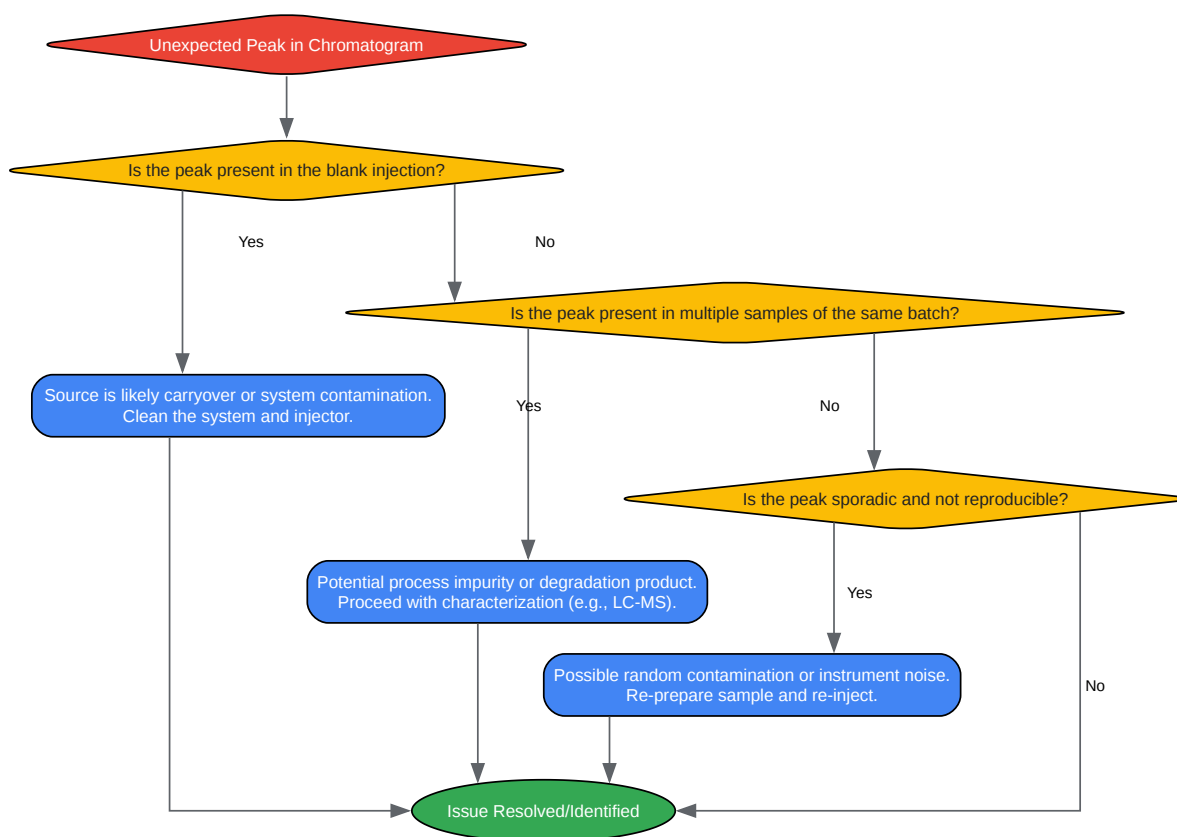 Unexpected Peak in Chromatogram
Is the peak present in the blank injection?
Yes
No
Is the peak present in multiple samples of the same batch?
Source is likely carryover or system contamination.
Clean the system and injector.
Yes
No
Is the peak sporadic and not reproducible?
Potential process impurity or degradation product.
Proceed with characterization (e.g., LC-MS).
Yes
Possible random contamination or instrument noise.
Re-prepare sample and re-inject.
No
Issue Resolved/Identified